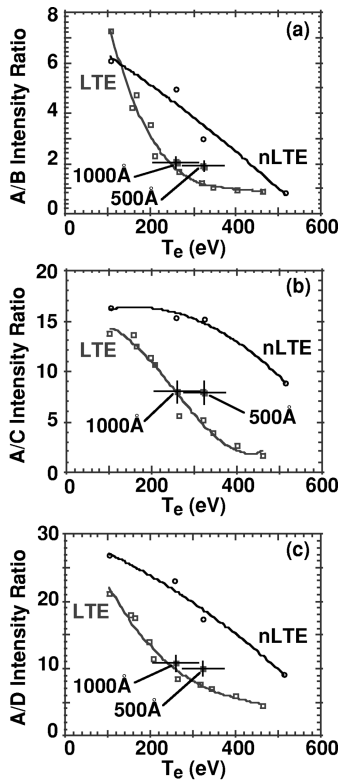 8
(a)
6
LTE
4
nLTE
2
1000Å
500Å
0
0 200 400 600
A/B Intensity Ratio
Te (eV)
20
(b)
15
LTE
nLTE
10
1000Å
500Å
5
0
0 200 400 600
A/C Intensity Ratio
Te (eV)
30
(c)
LTE
20
nLTE
10
1000Å
500Å
0
0 200 400 600
A/D Intensity Ratio
Te (eV)